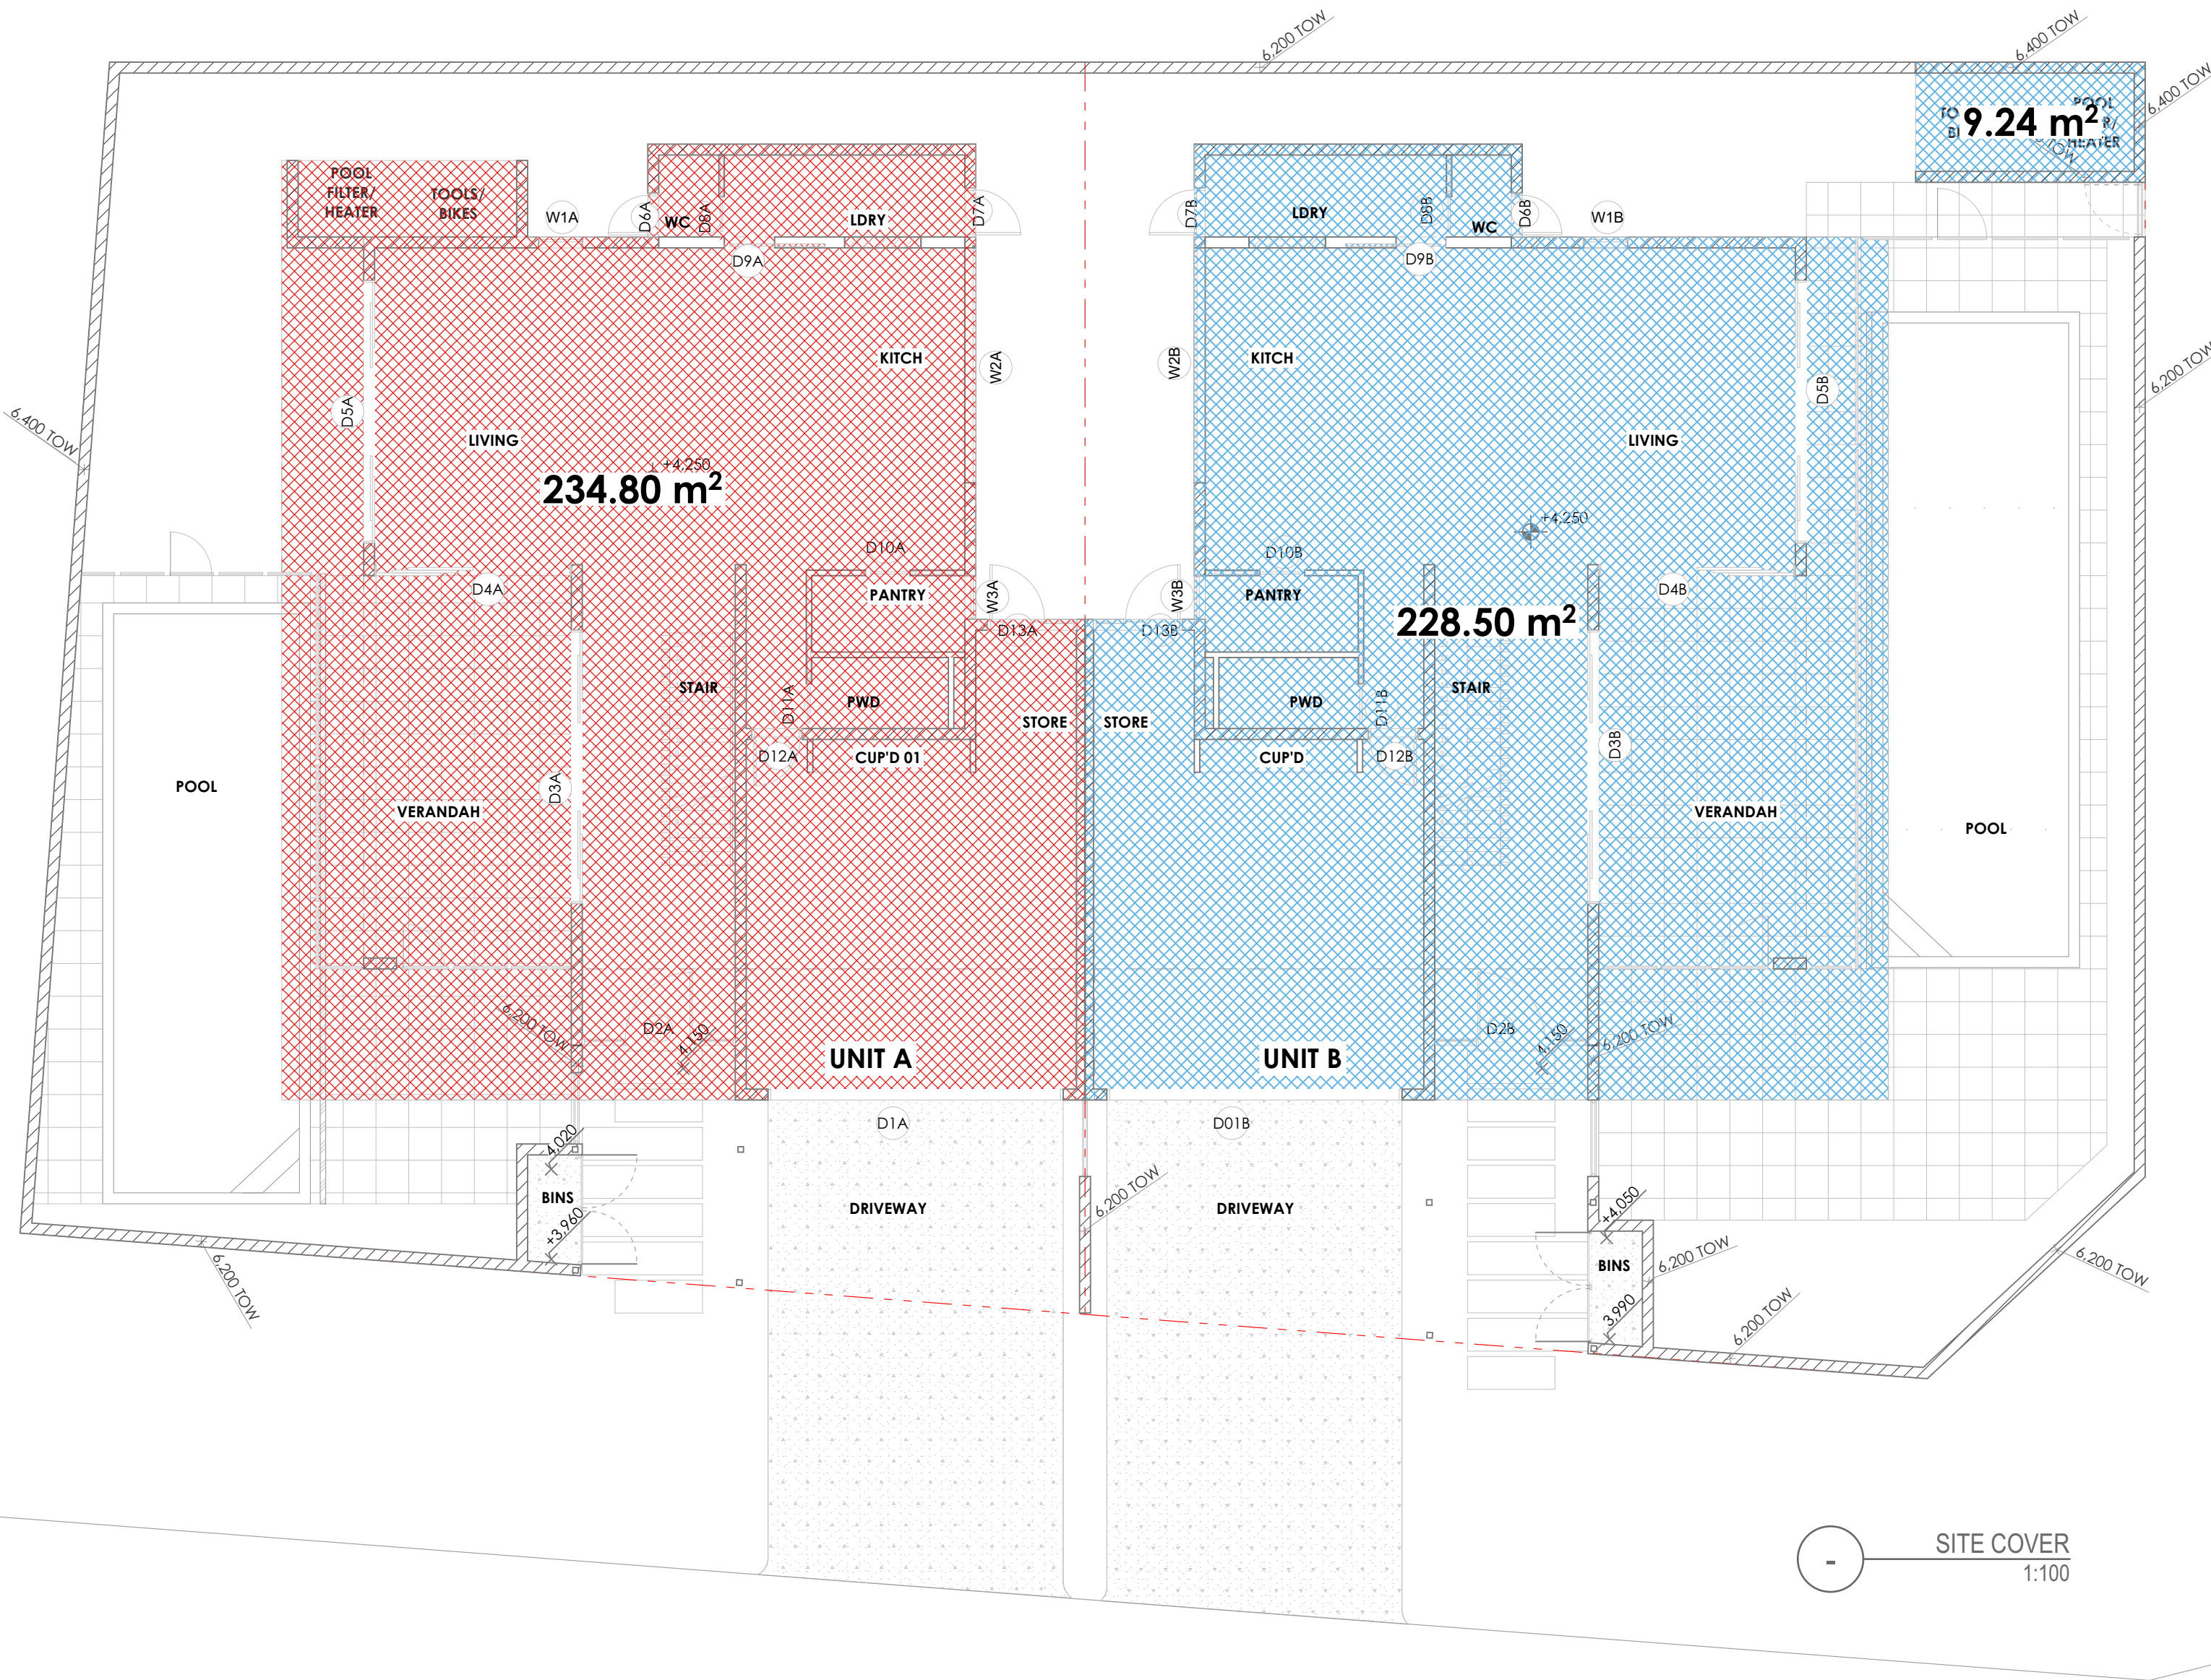 6,200 TOW
6,400 TOW
6,400 TOW
9.24 m²
POOL
HEATER
POOL
FILTER/
HEATER
TOOLS/
BIKES
W1A
D6A
WC
D8A
LDRY
D7A
D9A
D7B
LDRY
D8B
WC
D6B
W1B
D9B
KITCH
W2A
W2B
KITCH
D5A
D5B
6,200 TOW
6,400 TOW
LIVING
LIVING
+4,250
234.80 m²
+4,250
D10A
D10B
D4A
PANTRY
W3A
W3B
PANTRY
D4B
228.50 m²
D13A
D13B
STAIR
D11A
PWD
STORE
STORE
PWD
D11B
STAIR
D12A
CUP'D 01
CUP'D
D12B
D3B
POOL
D3A
VERANDAH
VERANDAH
POOL
6,200 TOW
D2A
4,150
UNIT A
UNIT B
D2B
4,150
6,200 TOW
D1A
D01B
4,020
BINS
+3,960
DRIVEWAY
6,200 TOW
DRIVEWAY
+4,050
BINS
3,990
6,200 TOW
6,200 TOW
6,200 TOW
6,200 TOW
-
SITE COVER
1:100